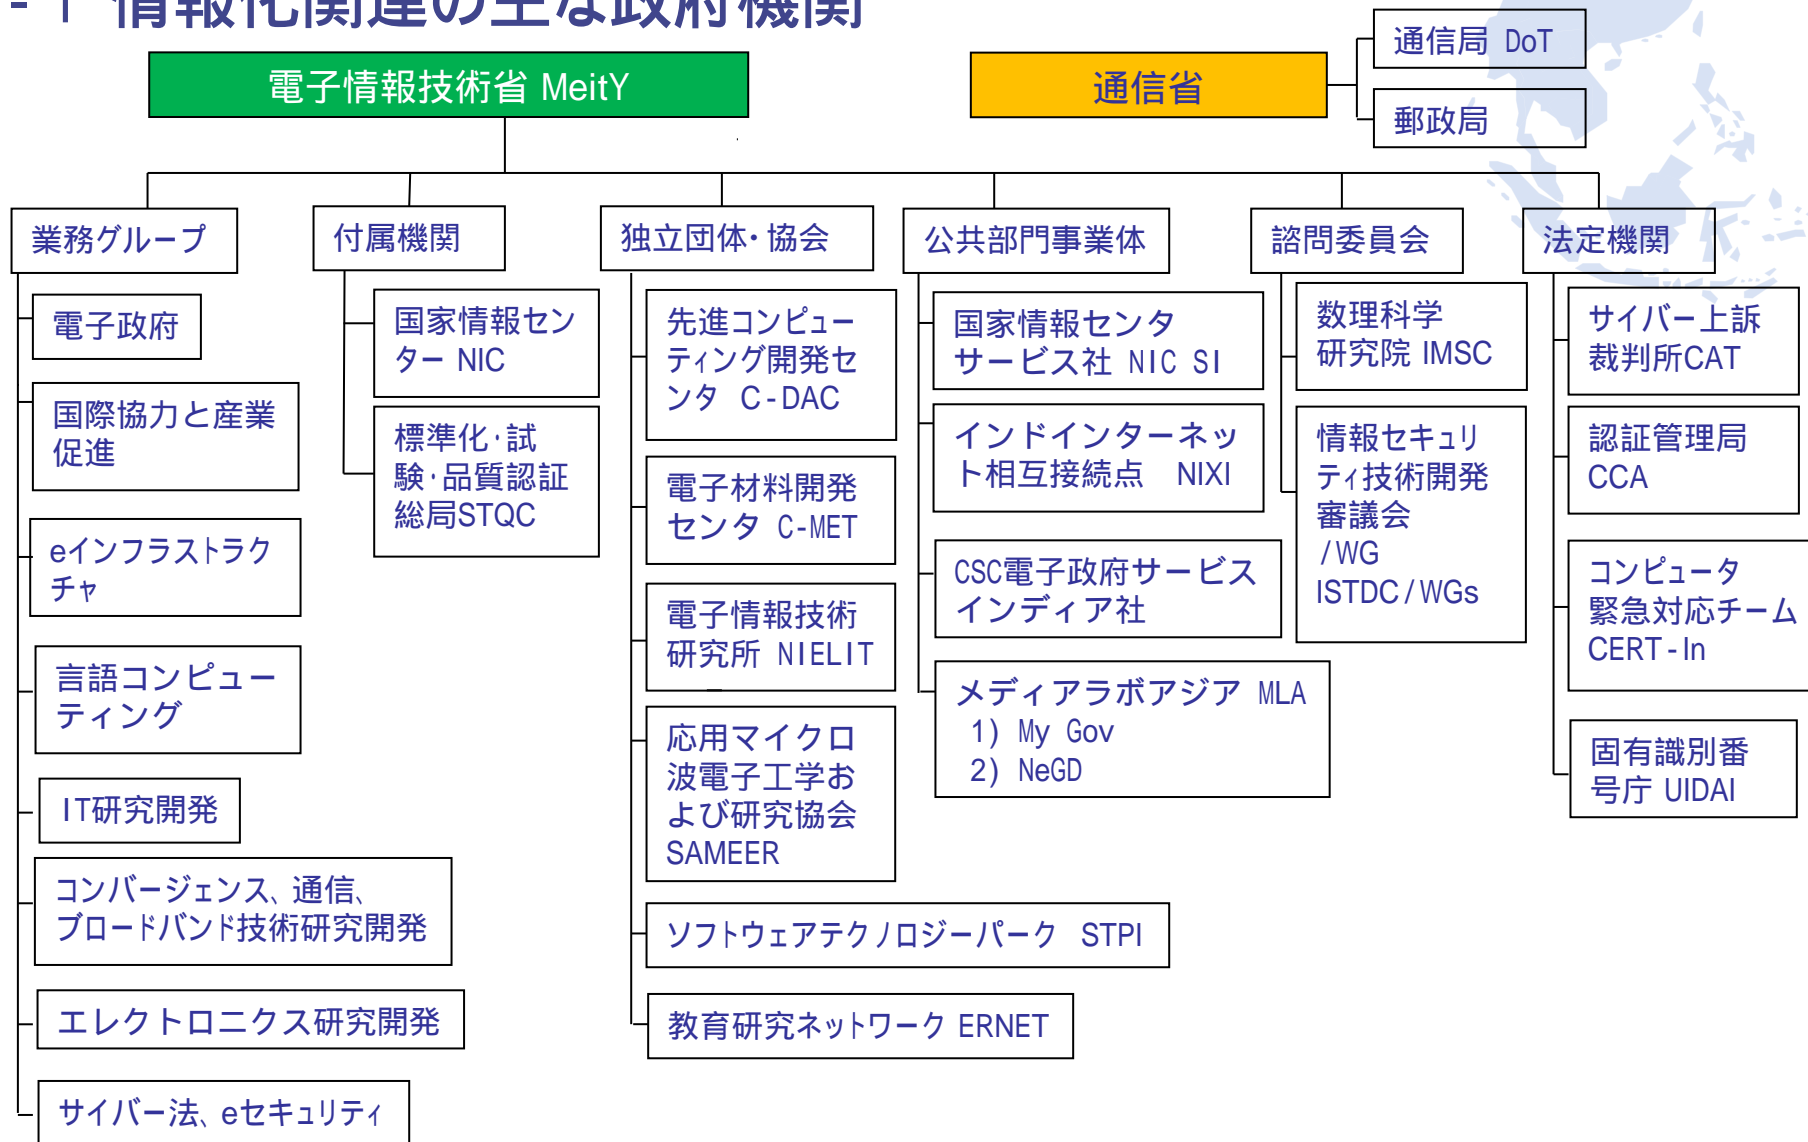 情報化関連の主な政府機関
電子情報技術省 MeitY
通信省
通信局 DoT
郵政局
業務グループ
電子政府
国際協力と産業
促進
eインフラストラク
チャ
言語コンピュー
ティング
IT研究開発
コンバージェンス、通信、
ブロードバンド技術研究開発
エレクトロニクス研究開発
サイバー法、eセキュリティ
付属機関
国家情報セン
ター NIC
標準化・試
験・品質認証
総局STQC
独立団体・協会
先進コンピュー
ティング開発セ
ンタ C-DAC
電子材料開発
センタ C-MET
電子情報技術
研究所 NIELIT
応用マイクロ
波電子工学お
よび研究協会
SAMEER
ソフトウェアテクノロジーパーク STPI
教育研究ネットワーク ERNET
公共部門事業体
国家情報センタ
サービス社 NIC SI
インドインターネッ
ト相互接続点 NIXI
CSC電子政府サービス
インディア社
メディアラボアジア MLA
1) My Gov
2) NeGD
諮問委員会
数理科学
研究院 IMSC
情報セキュリ
ティ技術開発
審議会
/WG
ISTDC/WGs
法定機関
サイバー上訴
裁判所CAT
認証管理局
CCA
コンピュータ
緊急対応チーム
CERT-In
固有識別番
号庁 UIDAI